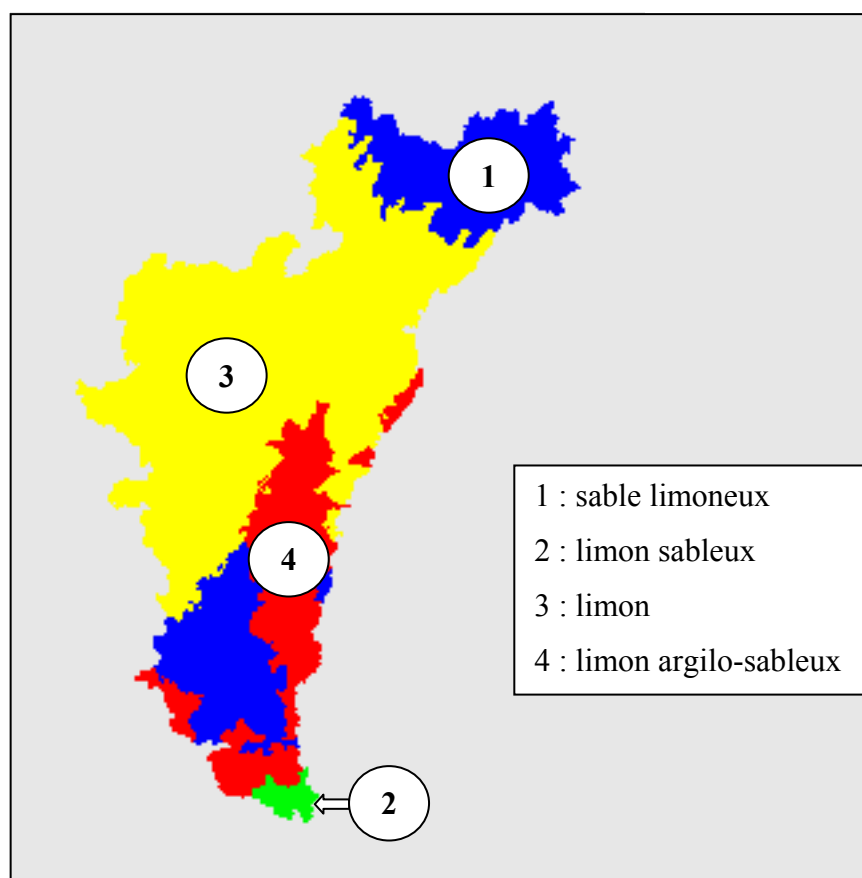 1
3
4
2
1 : sable limoneux
2 : limon sableux
3 : limon
4 : limon argilo-sableux